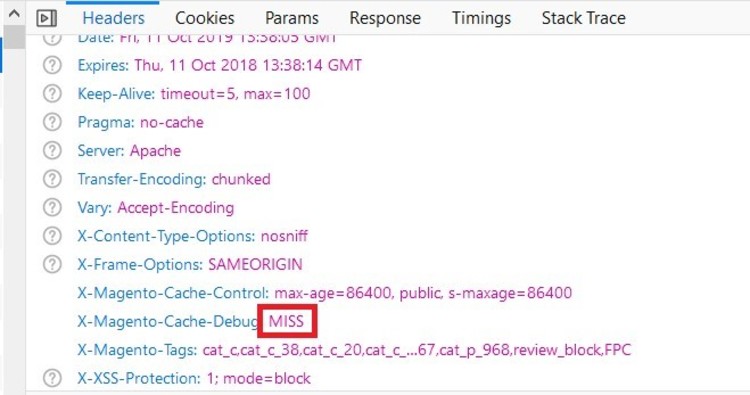 Headers Cookies Params Response Timings Stack Trace
Date: Fri, 11 Oct 2019 13:38:05 GMT
Expires: Thu, 11 Oct 2018 13:38:14 GMT
Keep-Alive: timeout=5, max=100
Pragma: no-cache
Server: Apache
Transfer-Encoding: chunked
Vary: Accept-Encoding
X-Content-Type-Options: nosniff
X-Frame-Options: SAMEORIGIN
X-Magento-Cache-Control: max-age=86400, public, s-maxage=86400
X-Magento-Cache-Debug MISS
X-Magento-Tags: cat_c,cat_c_38,cat_c_20,cat_c_...67,cat_p_968,review_block,FPC
X-XSS-Protection: 1; mode=block